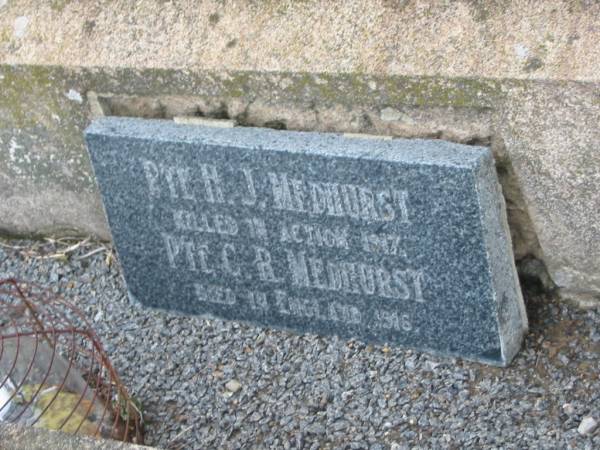 PTE H. J. MEDHURST
KILLED IN ACTION 1917.
PTE C. R. MEDHURST
DIED IN ENGLAND 1916